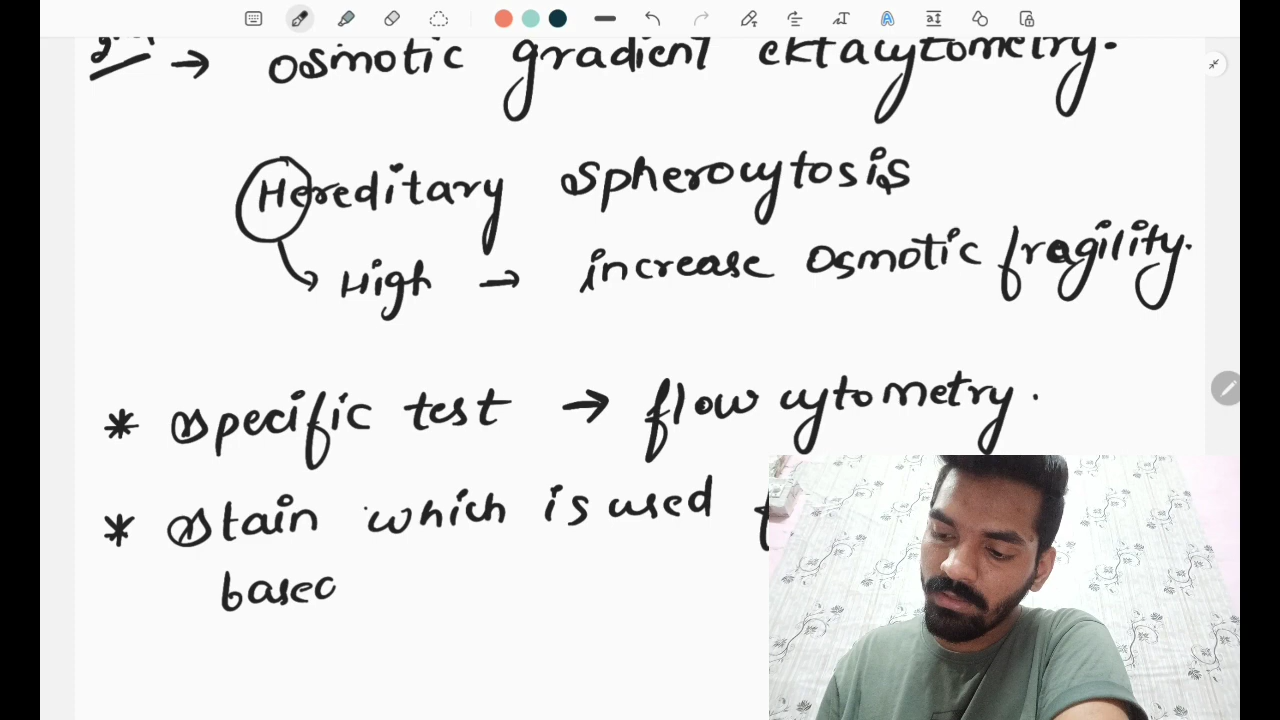 → osmotic gradient ektacytometry.
Hereditary spherocytosis
↳ High → increase osmotic fragility.
* specific test → flow cytometry.
* stain which is used
based